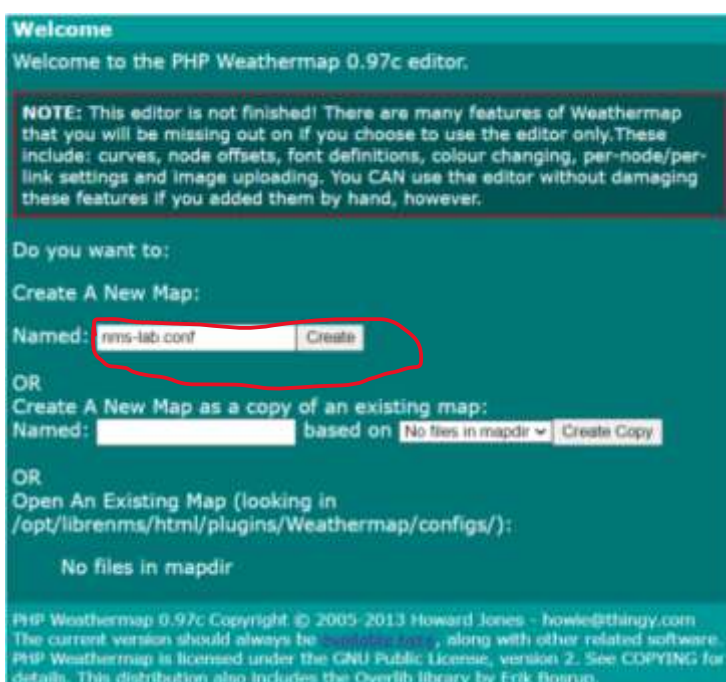 Welcome
Welcome to the PHP Weathermap 0.97c editor.
NOTE: This editor is not finished! There are many features of Weathermap
that you will be missing out on if you choose to use the editor only.These
include: curves, node offsets, font definitions, colour changing, per-node/per-
link settings and image uploading. You CAN use the editor without damaging
these features if you added them by hand, however.
Do you want to:
Create A New Map:
Named: nms-lab.conf Create
OR
Create A New Map as a copy of an existing map:
Named: based on No files in mapdir Create Copy
OR
Open An Existing Map (looking in
/opt/librenms/html/plugins/Weathermap/configs/):
No files in mapdir
PHP Weathermap 0.97c Copyright © 2005-2013 Howard Jones - howie@thingy.com
The current version should always be available here, along with other related software.
PHP Weathermap is licensed under the GNU Public License, version 2. See COPYING for
details. This distribution also includes the Overlib library by Erik Bosrup.